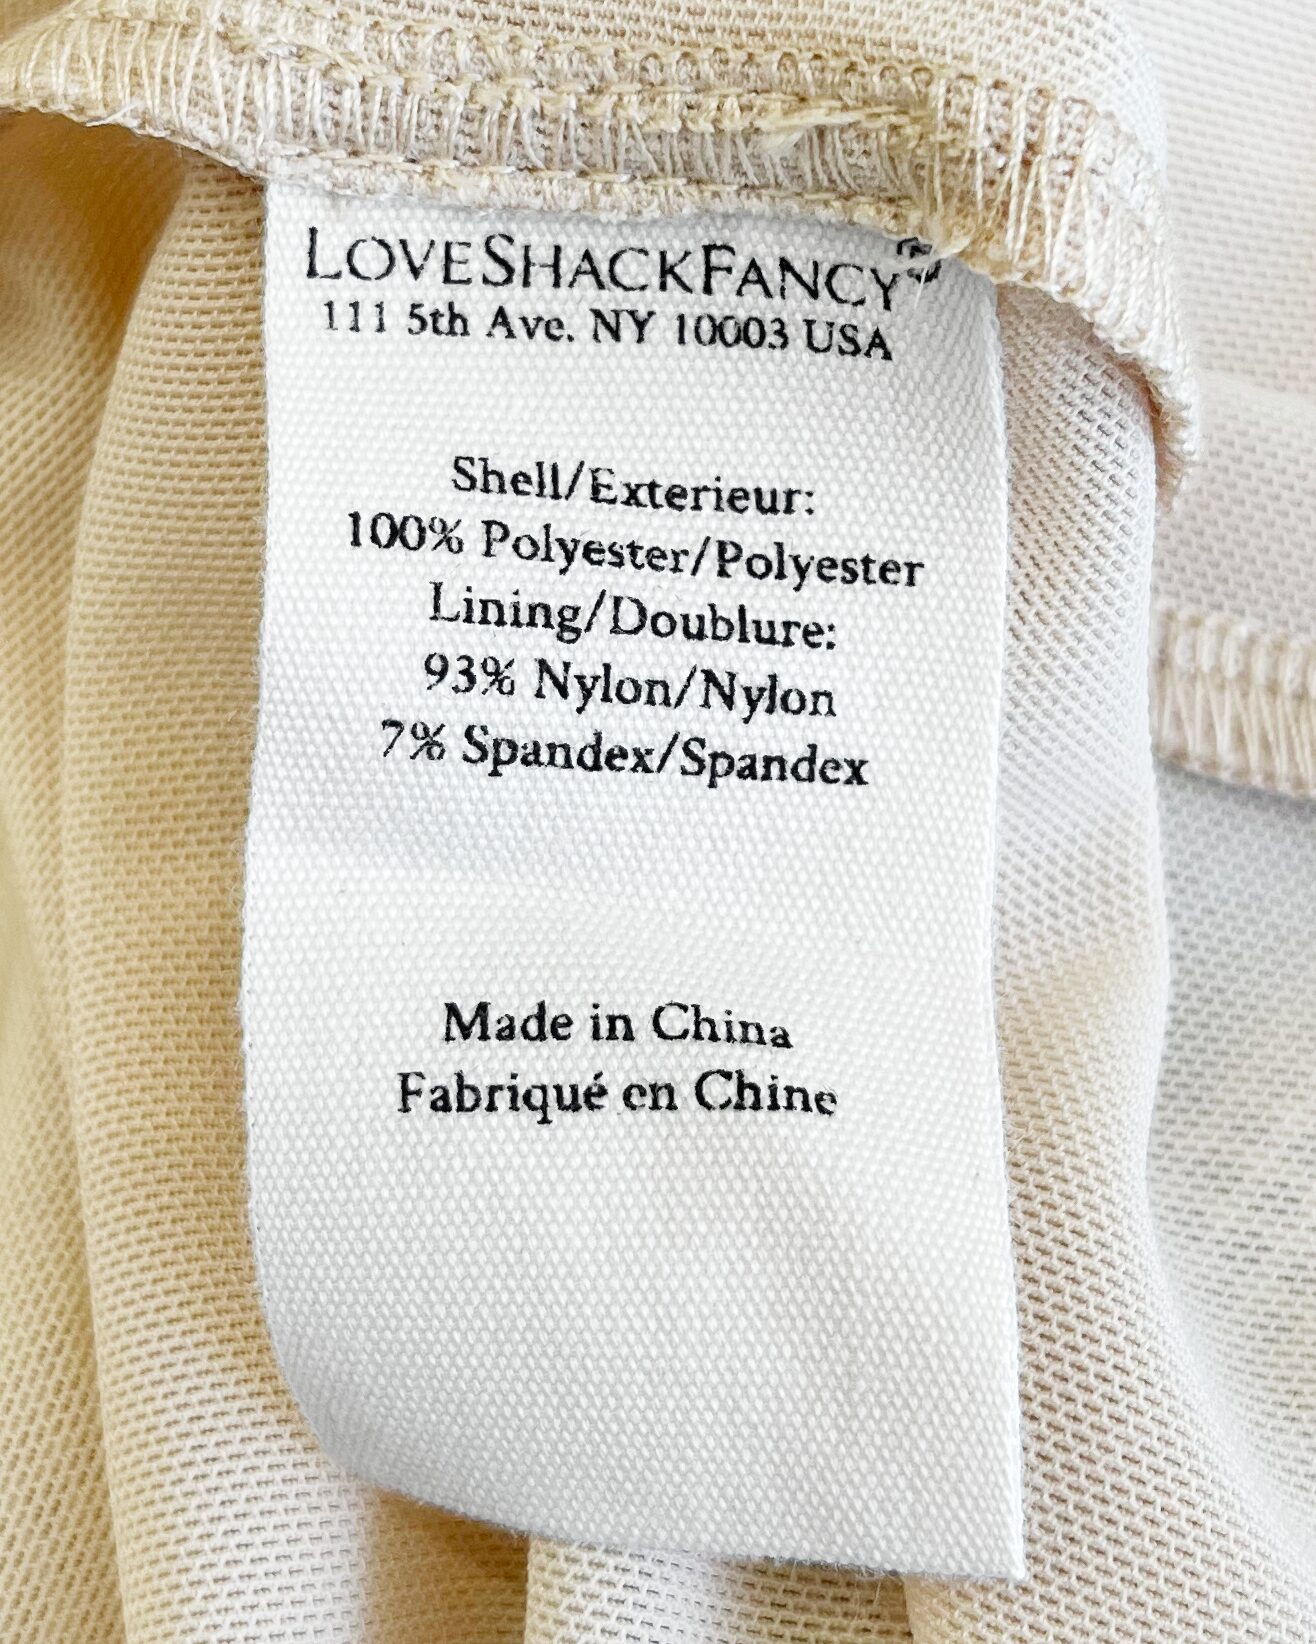 LOVESHACKFANCY
111 5th Ave. NY 10003 USA
Shell/Exterieur:
100% Polyester/Polyester
Lining/Doublure:
93% Nylon/Nylon
7% Spandex/Spandex
Made in China
Fabriqué en Chine